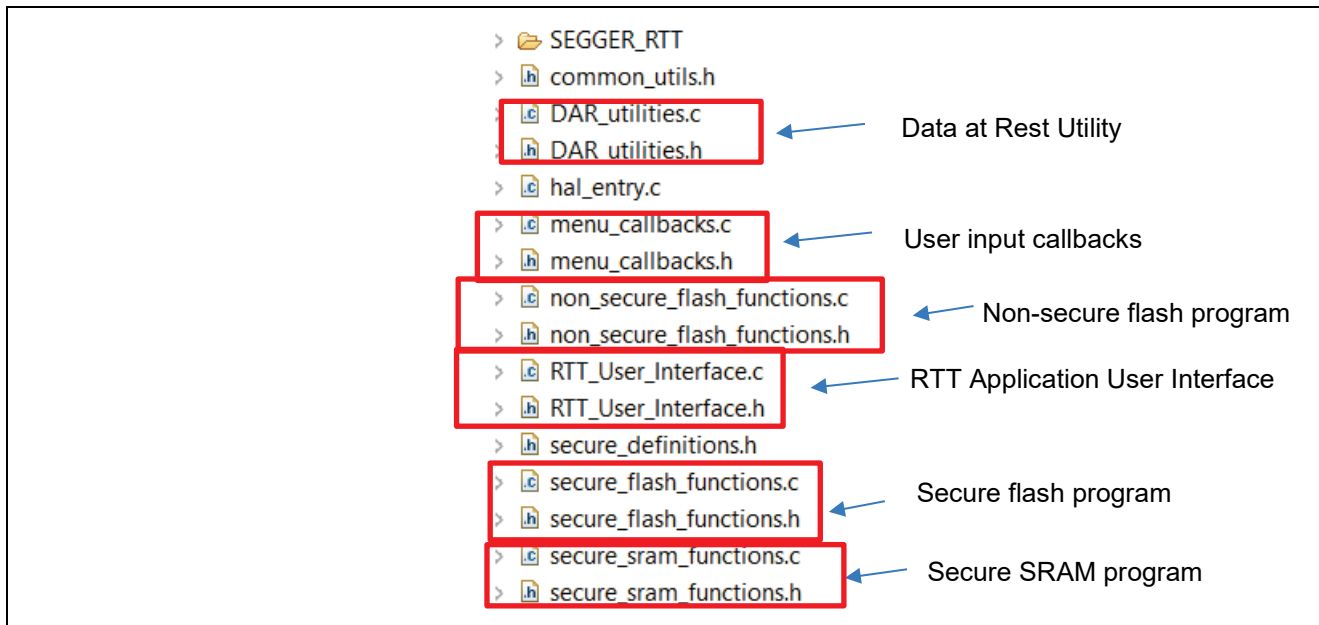 SEGGER_RTT
common_utils.h
DAR_utilities.c
DAR_utilities.h
Data at Rest Utility
hal_entry.c
menu_callbacks.c
menu_callbacks.h
User input callbacks
non_secure_flash_functions.c
non_secure_flash_functions.h
Non-secure flash program
RTT_User_Interface.c
RTT_User_Interface.h
RTT Application User Interface
secure_definitions.h
secure_flash_functions.c
secure_flash_functions.h
Secure flash program
secure_sram_functions.c
secure_sram_functions.h
Secure SRAM program